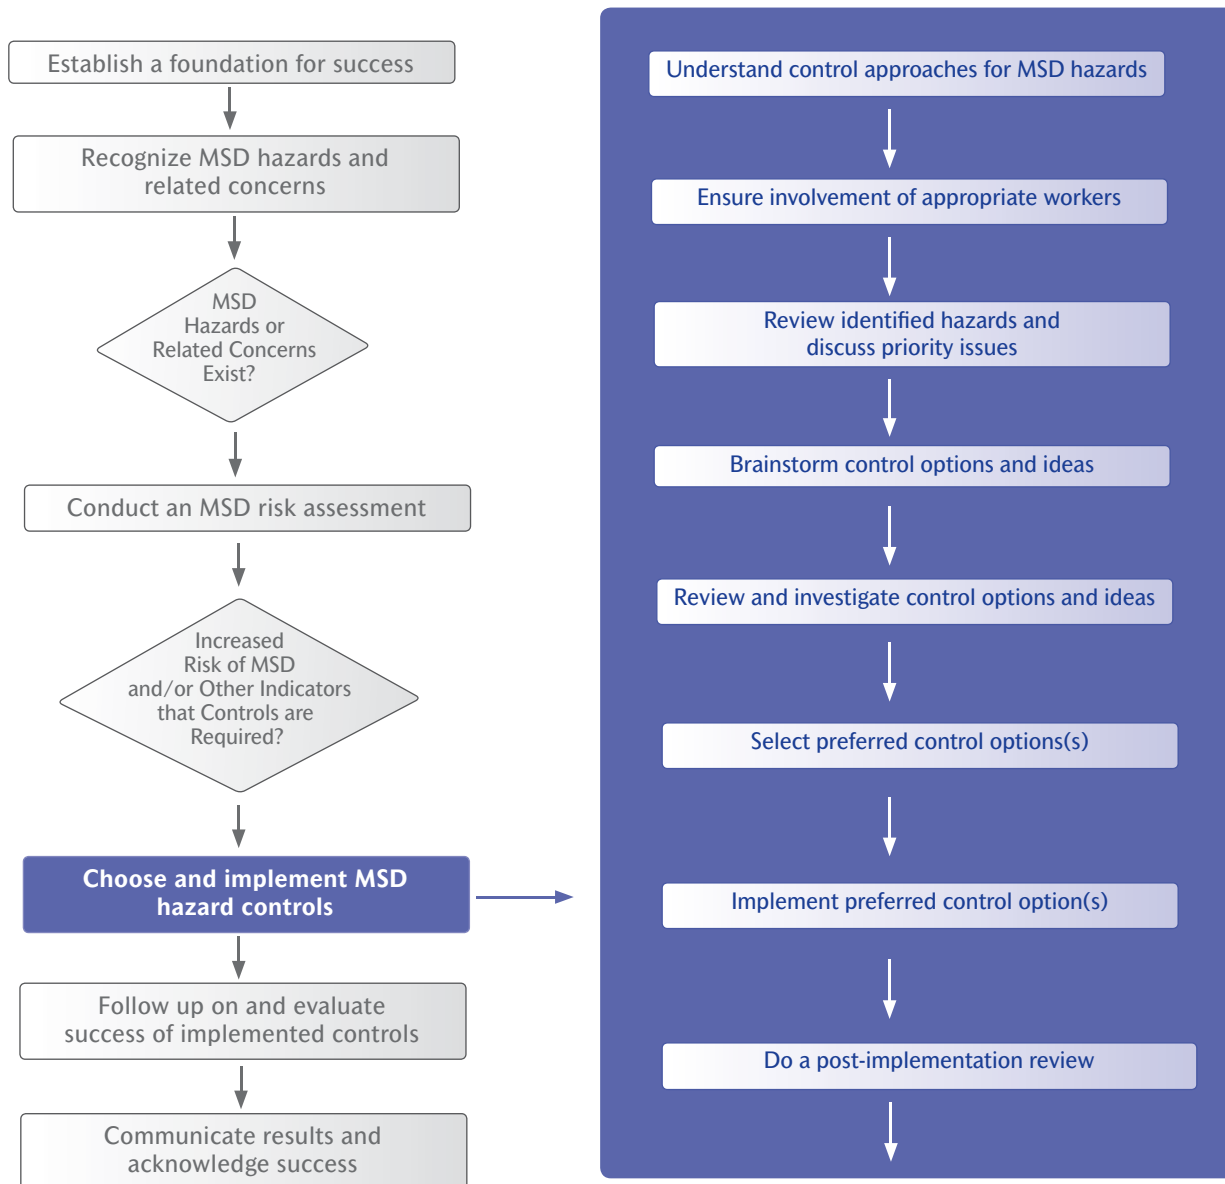 Establish a foundation for success
Recognize MSD hazards and
related concerns
MSD
Hazards or
Related Concerns
Exist?
Conduct an MSD risk assessment
Increased
Risk of MSD
and/or Other Indicators
that Controls are
Required?
Choose and implement MSD
hazard controls
Follow up on and evaluate
success of implemented controls
Communicate results and
acknowledge success
Understand control approaches for MSD hazards
Ensure involvement of appropriate workers
Review identified hazards and
discuss priority issues
Brainstorm control options and ideas
Review and investigate control options and ideas
Select preferred control options(s)
Implement preferred control option(s)
Do a post-implementation review